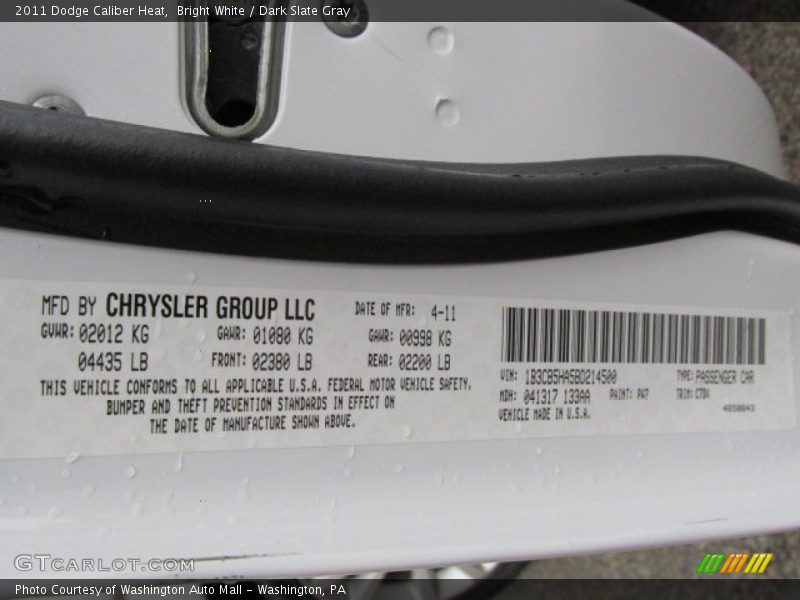 2011 Dodge Caliber Heat, Bright White / Dark Slate Gray
MFD BY CHRYSLER GROUP LLC
DATE OF MFR: 4-11
GVWR: 02012 KG
GAWR: 01080 KG
GAWR: 00998 KG
04435 LB
FRONT: 02380 LB
REAR: 02200 LB
THIS VEHICLE CONFORMS TO ALL APPLICABLE U.S.A. FEDERAL MOTOR VEHICLE SAFETY,
BUMPER AND THEFT PREVENTION STANDARDS IN EFFECT ON
THE DATE OF MANUFACTURE SHOWN ABOVE.
VIN: 1B3CB5HA5BD214500
TYPE: PASSENGER CAR
MDH: 041317 133AA
PAINT: PW7
TRIM: C7D4
VEHICLE MADE IN U.S.A.
4658843
GTCARLOT.COM
Photo Courtesy of Washington Auto Mall - Washington, PA